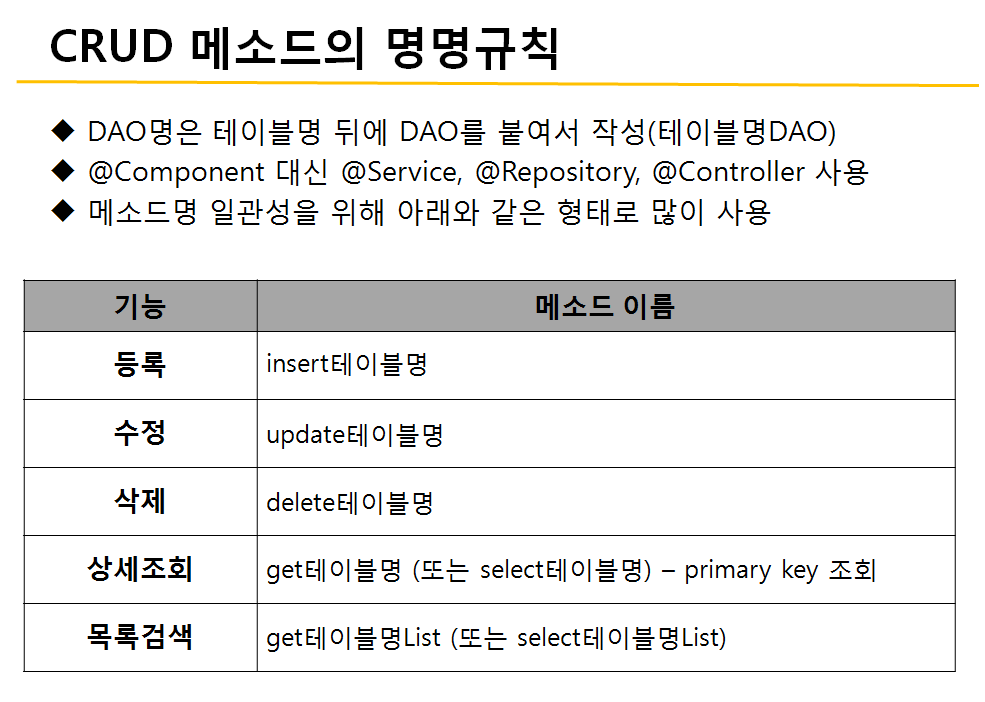 CRUD 메소드의 명명규칙
◆ DAO명은 테이블명 뒤에 DAO를 붙여서 작성(테이블명DAO)
◆ @Component 대신 @Service, @Repository, @Controller 사용
◆ 메소드명 일관성을 위해 아래와 같은 형태로 많이 사용
기능 메소드 이름
등록 insert테이블명
수정 update테이블명
삭제 delete테이블명
상세조회 get테이블명 (또는 select테이블명) – primary key 조회
목록검색 get테이블명List (또는 select테이블명List)